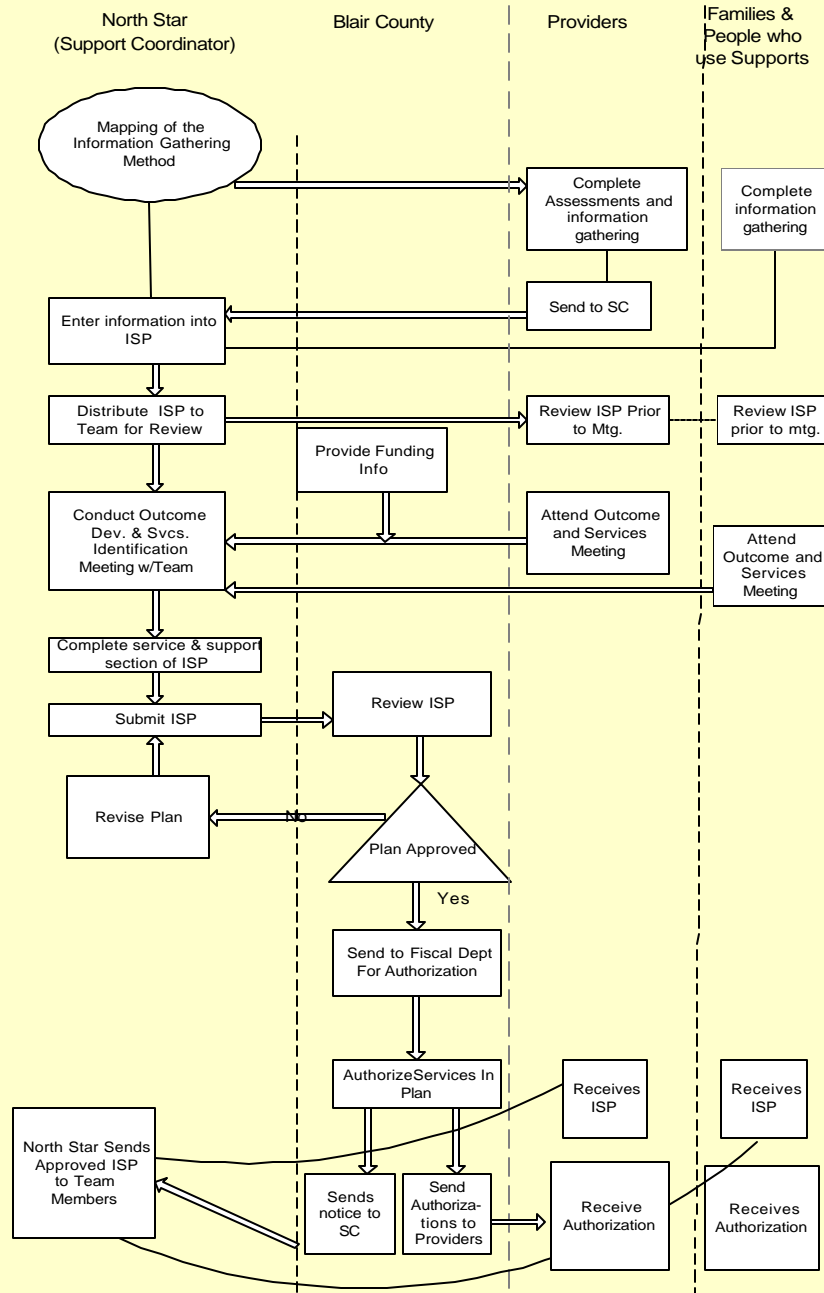 North Star
(Support Coordinator)
Blair County
Providers
Families &
People who
use Supports
Mapping of the
Information Gathering
Method
Complete
Assessments and
information
gathering
Complete
information
gathering
Send to SC
Enter information into
ISP
Distribute ISP to
Team for Review
Review ISP Prior
to Mtg.
Review ISP
prior to mtg.
Provide Funding
Info
Conduct Outcome
Dev. & Svcs.
Identification
Meeting w/Team
Attend Outcome
and Services
Meeting
Attend
Outcome and
Services
Meeting
Complete service & support
section of ISP
Submit ISP
Review ISP
Revise Plan
No
Plan Approved
Yes
Send to Fiscal Dept
For Authorization
AuthorizeServices In
Plan
Receives
ISP
Receives
ISP
North Star Sends
Approved ISP
to Team
Members
Sends
notice to
SC
Send
Authoriza-
tions to
Providers
Receive
Authorization
Receives
Authorization